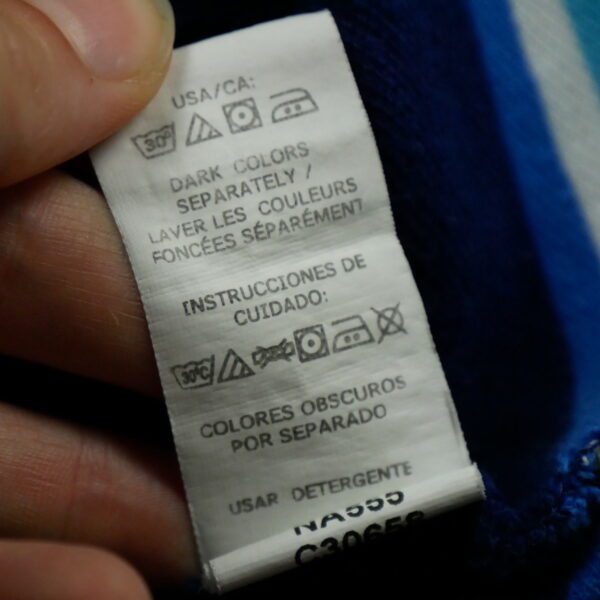 USA/CA:
30°
DARK COLORS
SEPARATELY /
LAVER LES COULEURS
FONCÉES SÉPARÉMENT
INSTRUCCIONES DE
CUIDADO:
30°C
COLORES OBSCUROS
POR SEPARADO
USAR DETERGENTE